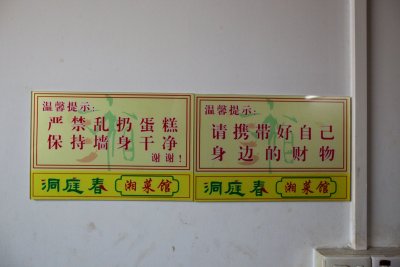 温馨提示:
严禁乱扔蛋糕
保持墙身干净
谢谢!
洞庭春 湘菜馆
温馨提示:
请携带好自己
身边的财物
洞庭春 湘菜馆